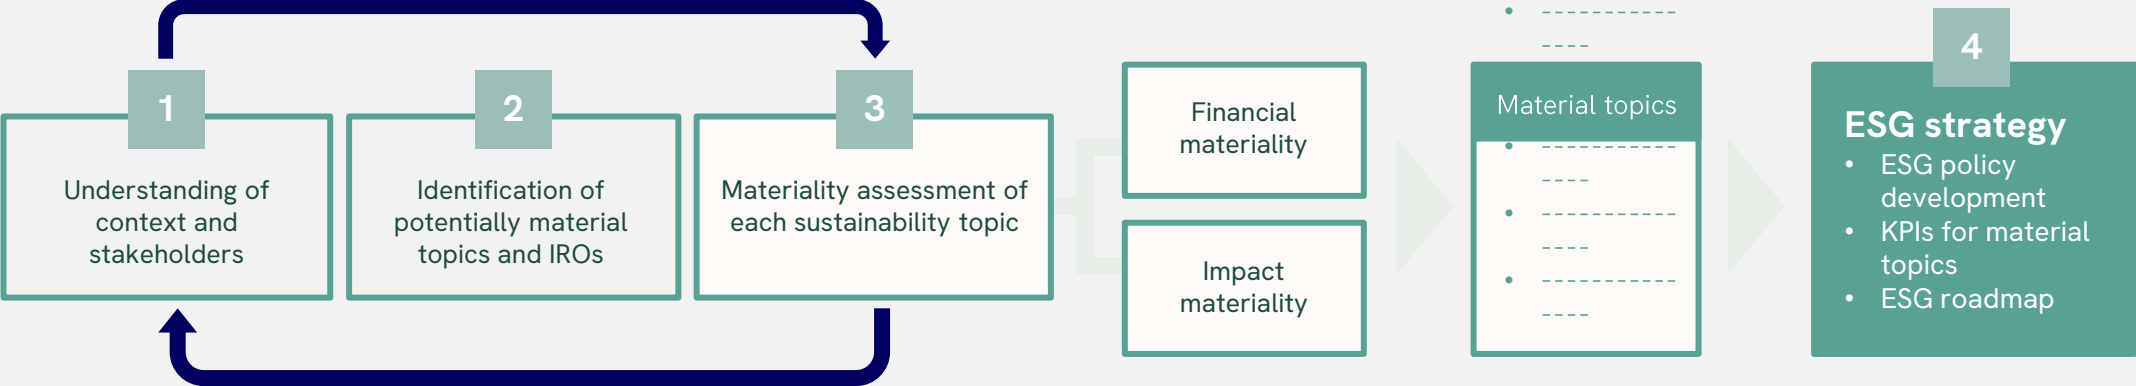 1
Understanding of
context and
stakeholders
2
Identification of
potentially material
topics and IROs
3
Materiality assessment of
each sustainability topic
Financial
materiality
Impact
materiality
• -----------
----
Material topics
• -----------
----
• -----------
----
• -----------
----
4
ESG strategy
• ESG policy
development
• KPIs for material
topics
• ESG roadmap